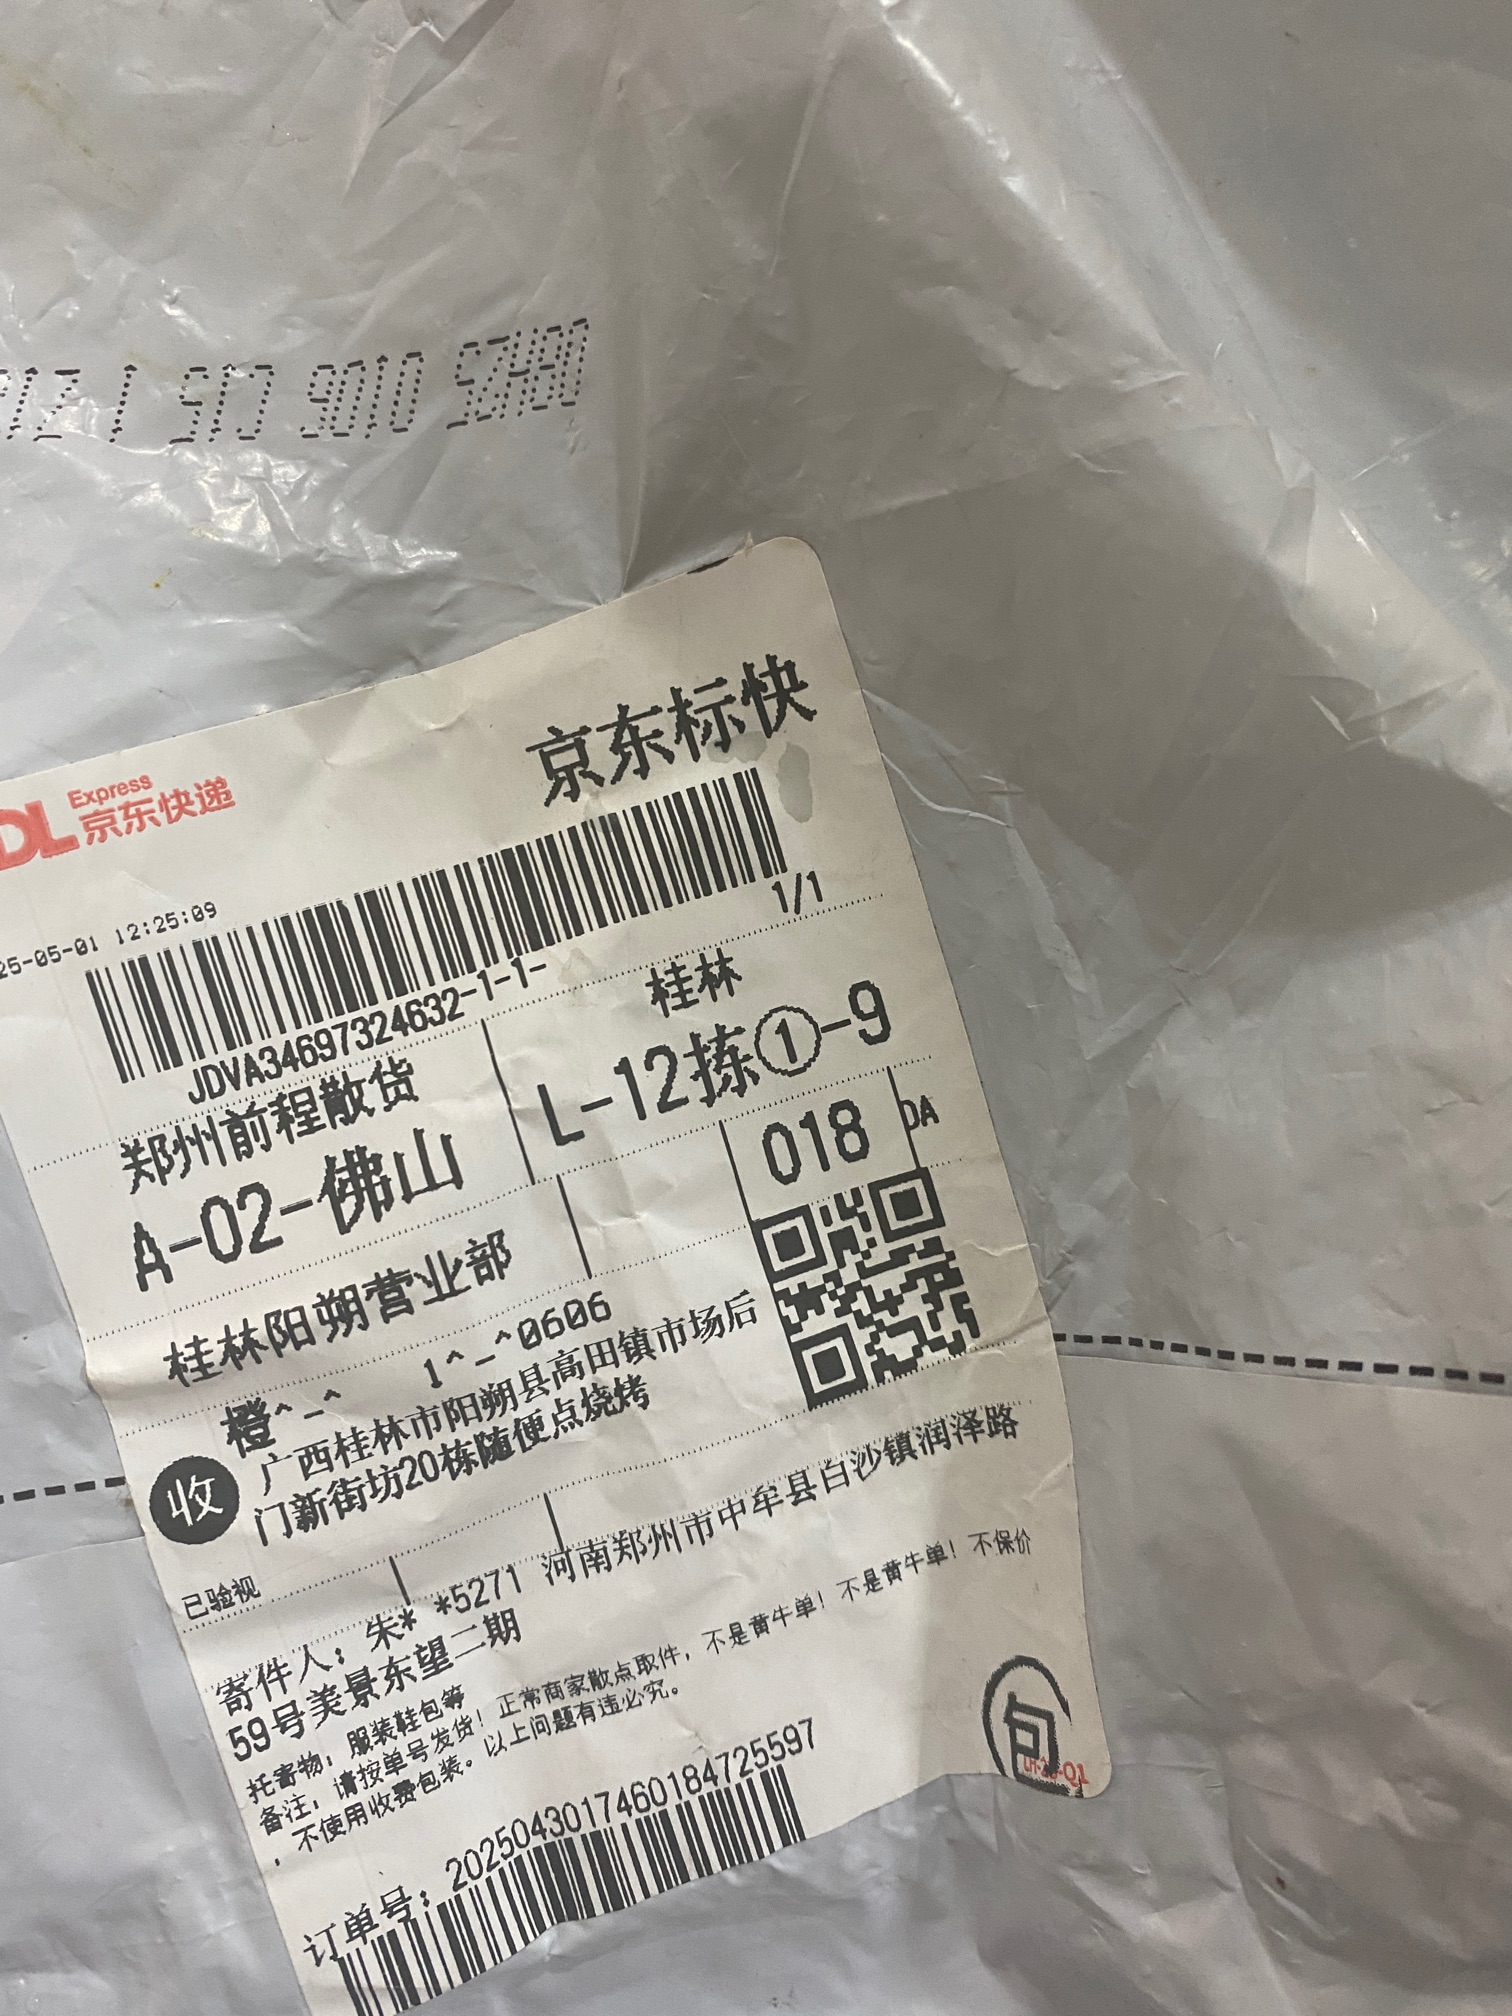 京东标快
DL Express
京东快递
25-05-01 12:25:09
1/1
JDVA34697324632-1-1-
郑州前程散货
桂林
A-02-佛山
L-12拣①-9
018
桂林阳朔营业部
橙^_^ 1^_^0606
收
广西桂林市阳朔县高田镇市场后
门新街坊20栋随便点烧烤
已验视
寄件人：朱* *5271 河南郑州市中牟县白沙镇润泽路
59号美景东望二期
托寄物：服装鞋包等
备注：请按单号发货！正常商家散点取件，不是黄牛单！不是黄牛单！不保价
，不使用收费包装。以上问题有违必究。
包
订单号：2025043017460184725597